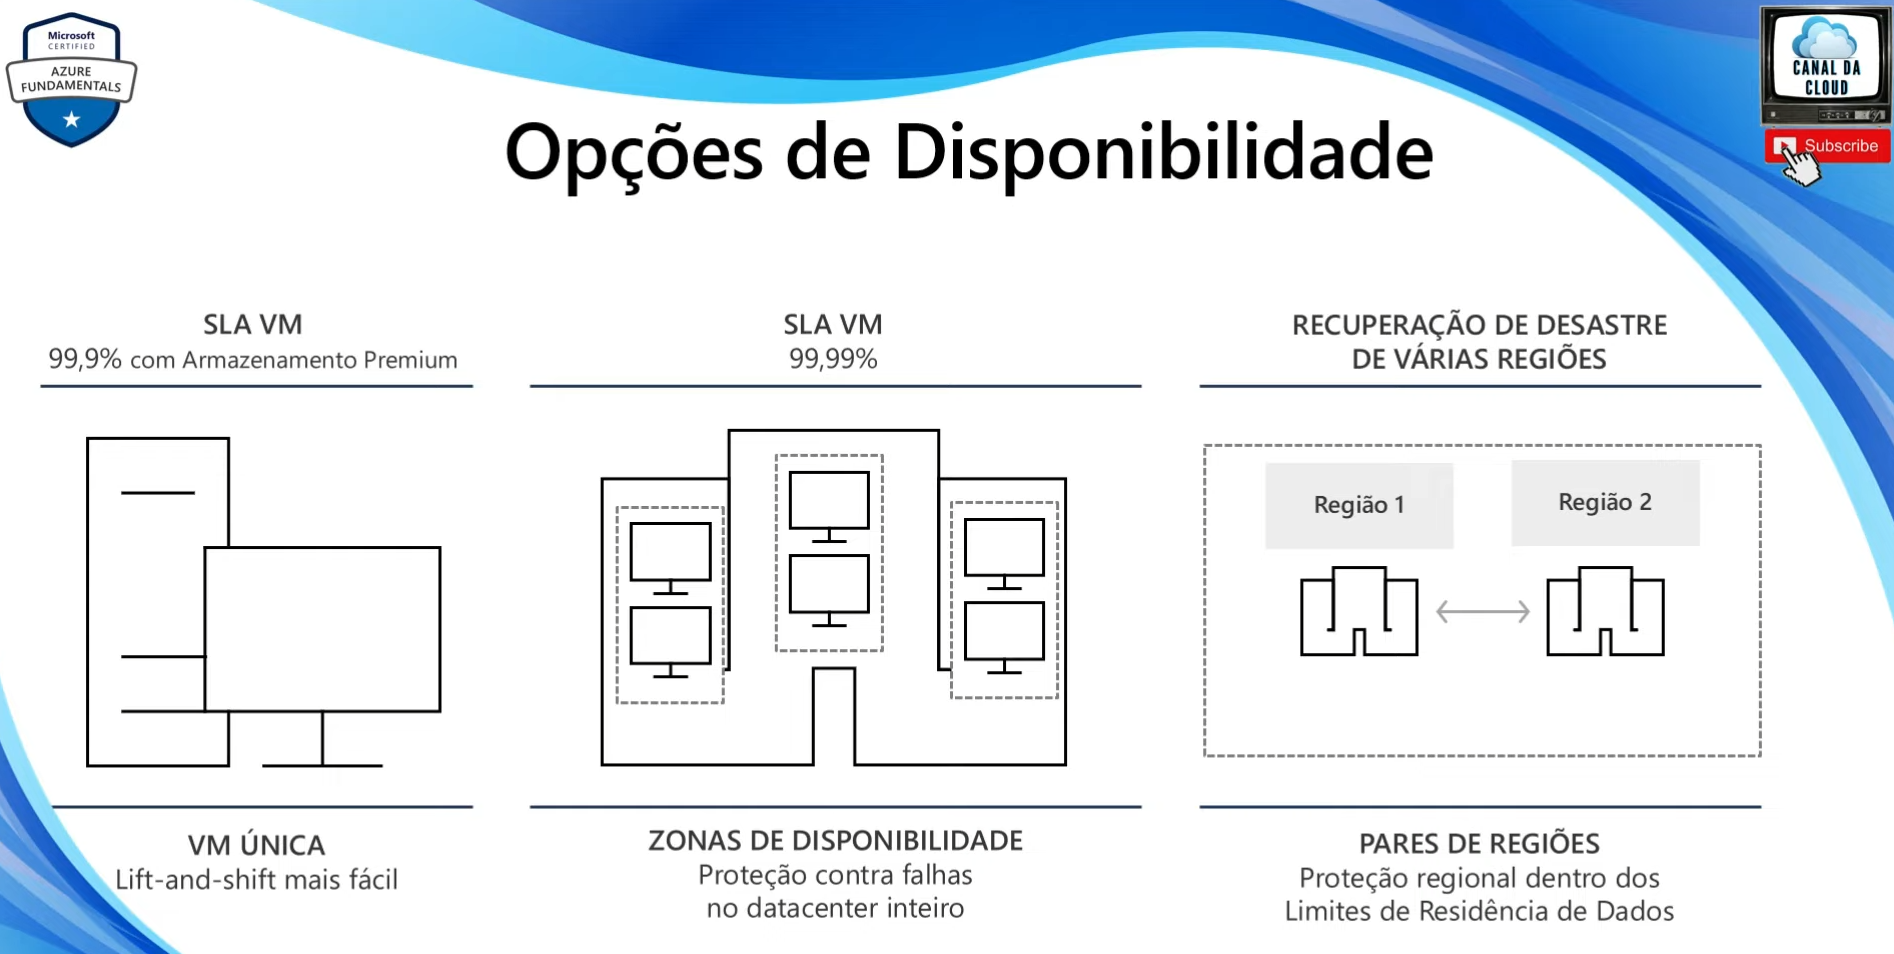 Microsoft
CERTIFIED
AZURE
FUNDAMENTALS
CANAL DA
CLOUD
Subscribe
Opções de Disponibilidade
SLA VM
99,9% com Armazenamento Premium
SLA VM
99,99%
RECUPERAÇÃO DE DESASTRE
DE VÁRIAS REGIÕES
Região 1
Região 2
VM ÚNICA
Lift-and-shift mais fácil
ZONAS DE DISPONIBILIDADE
Proteção contra falhas
no datacenter inteiro
PARES DE REGIÕES
Proteção regional dentro dos
Limites de Residência de Dados